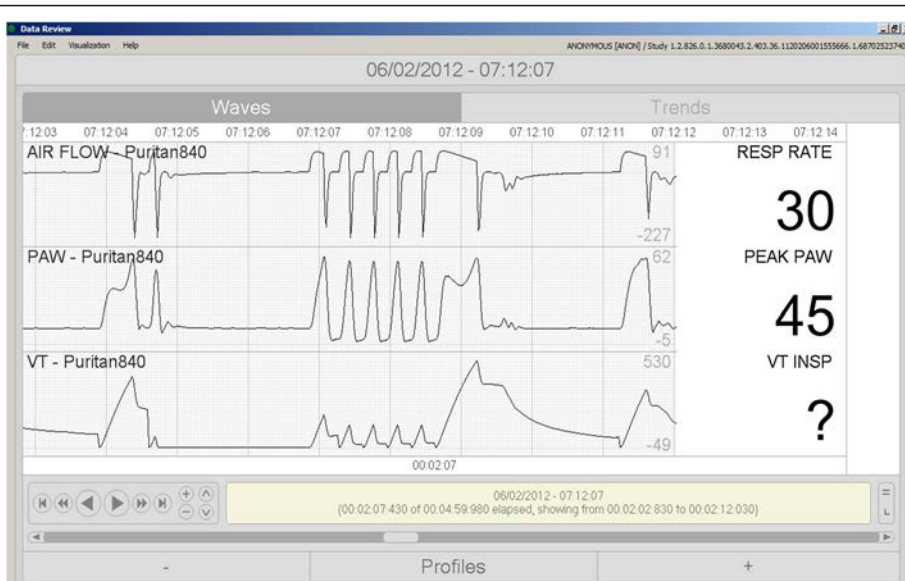 Data Review
File Edit Visualization Help
ANONYMOUS [ANON] / Study 1.2.826.0.1.3680043.2.403.36.1120206001555666.1.68702523740
06/02/2012 - 07:12:07
Waves Trends
:12:03 07:12:04 07:12:05 07:12:06 07:12:07 07:12:08 07:12:09 07:12:10 07:12:11 07:12:12 07:12:13 07:12:14
AIR FLOW - Puritan840 91 RESP RATE
30
-227
PAW - Puritan840 62 PEAK PAW
45
-5
VT - Puritan840 530 VT INSP
?
-49
00:02:07
06/02/2012 - 07:12:07
(00:02:07.430 of 00:04:59.980 elapsed, showing from 00:02:02.830 to 00:02:12.030)
- Profiles +